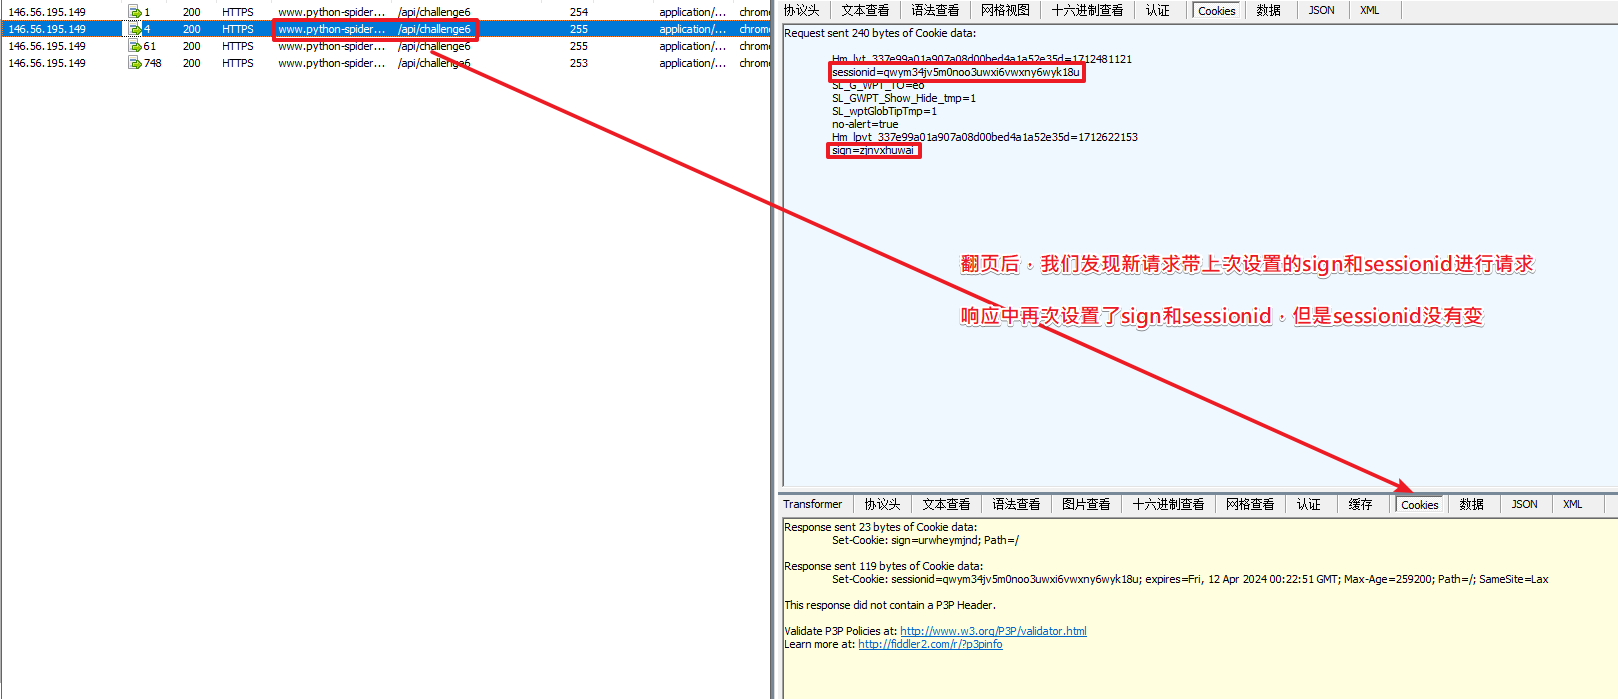 146.56.195.149 1 200 HTTPS www.python-spider... /api/challenge6 254 application/... chrome
146.56.195.149 4 200 HTTPS www.python-spider... /api/challenge6 255 application/... chrome
146.56.195.149 61 200 HTTPS www.python-spider... /api/challenge6 255 application/... chrome
146.56.195.149 748 200 HTTPS www.python-spider... /api/challenge6 253 application/... chrome
协议头 文本查看 语法查看 网格视图 十六进制查看 认证 Cookies 数据 JSON XML
Request sent 240 bytes of Cookie data:
Hm_lvt_337e99a01a907a08d00bed4a1a52e35d=1712481121
sessionid=qwym34jv5m0noo3uwxi6vwxny6wyk18u
SL_G_WPT_TO=eo
SL_GWPT_Show_Hide_tmp=1
SL_wptGlobTipTmp=1
no-alert=true
Hm_lpvt_337e99a01a907a08d00bed4a1a52e35d=1712622153
sign=zjnvxhuwai
翻页后，我们发现新请求带上次设置的sign和sessionid进行请求
响应中再次设置了sign和sessionid，但是sessionid没有变
Transformer 协议头 文本查看 语法查看 图片查看 十六进制查看 网格查看 认证 缓存 Cookies 数据 JSON XML
Response sent 23 bytes of Cookie data:
Set-Cookie: sign=urwheymjnd; Path=/
Response sent 119 bytes of Cookie data:
Set-Cookie: sessionid=qwym34jv5m0noo3uwxi6vwxny6wyk18u; expires=Fri, 12 Apr 2024 00:22:51 GMT; Max-Age=259200; Path=/; SameSite=Lax
This response did not contain a P3P Header.
Validate P3P Policies at: http://www.w3.org/P3P/validator.html
Learn more at: http://fiddler2.com/r/?p3pinfo